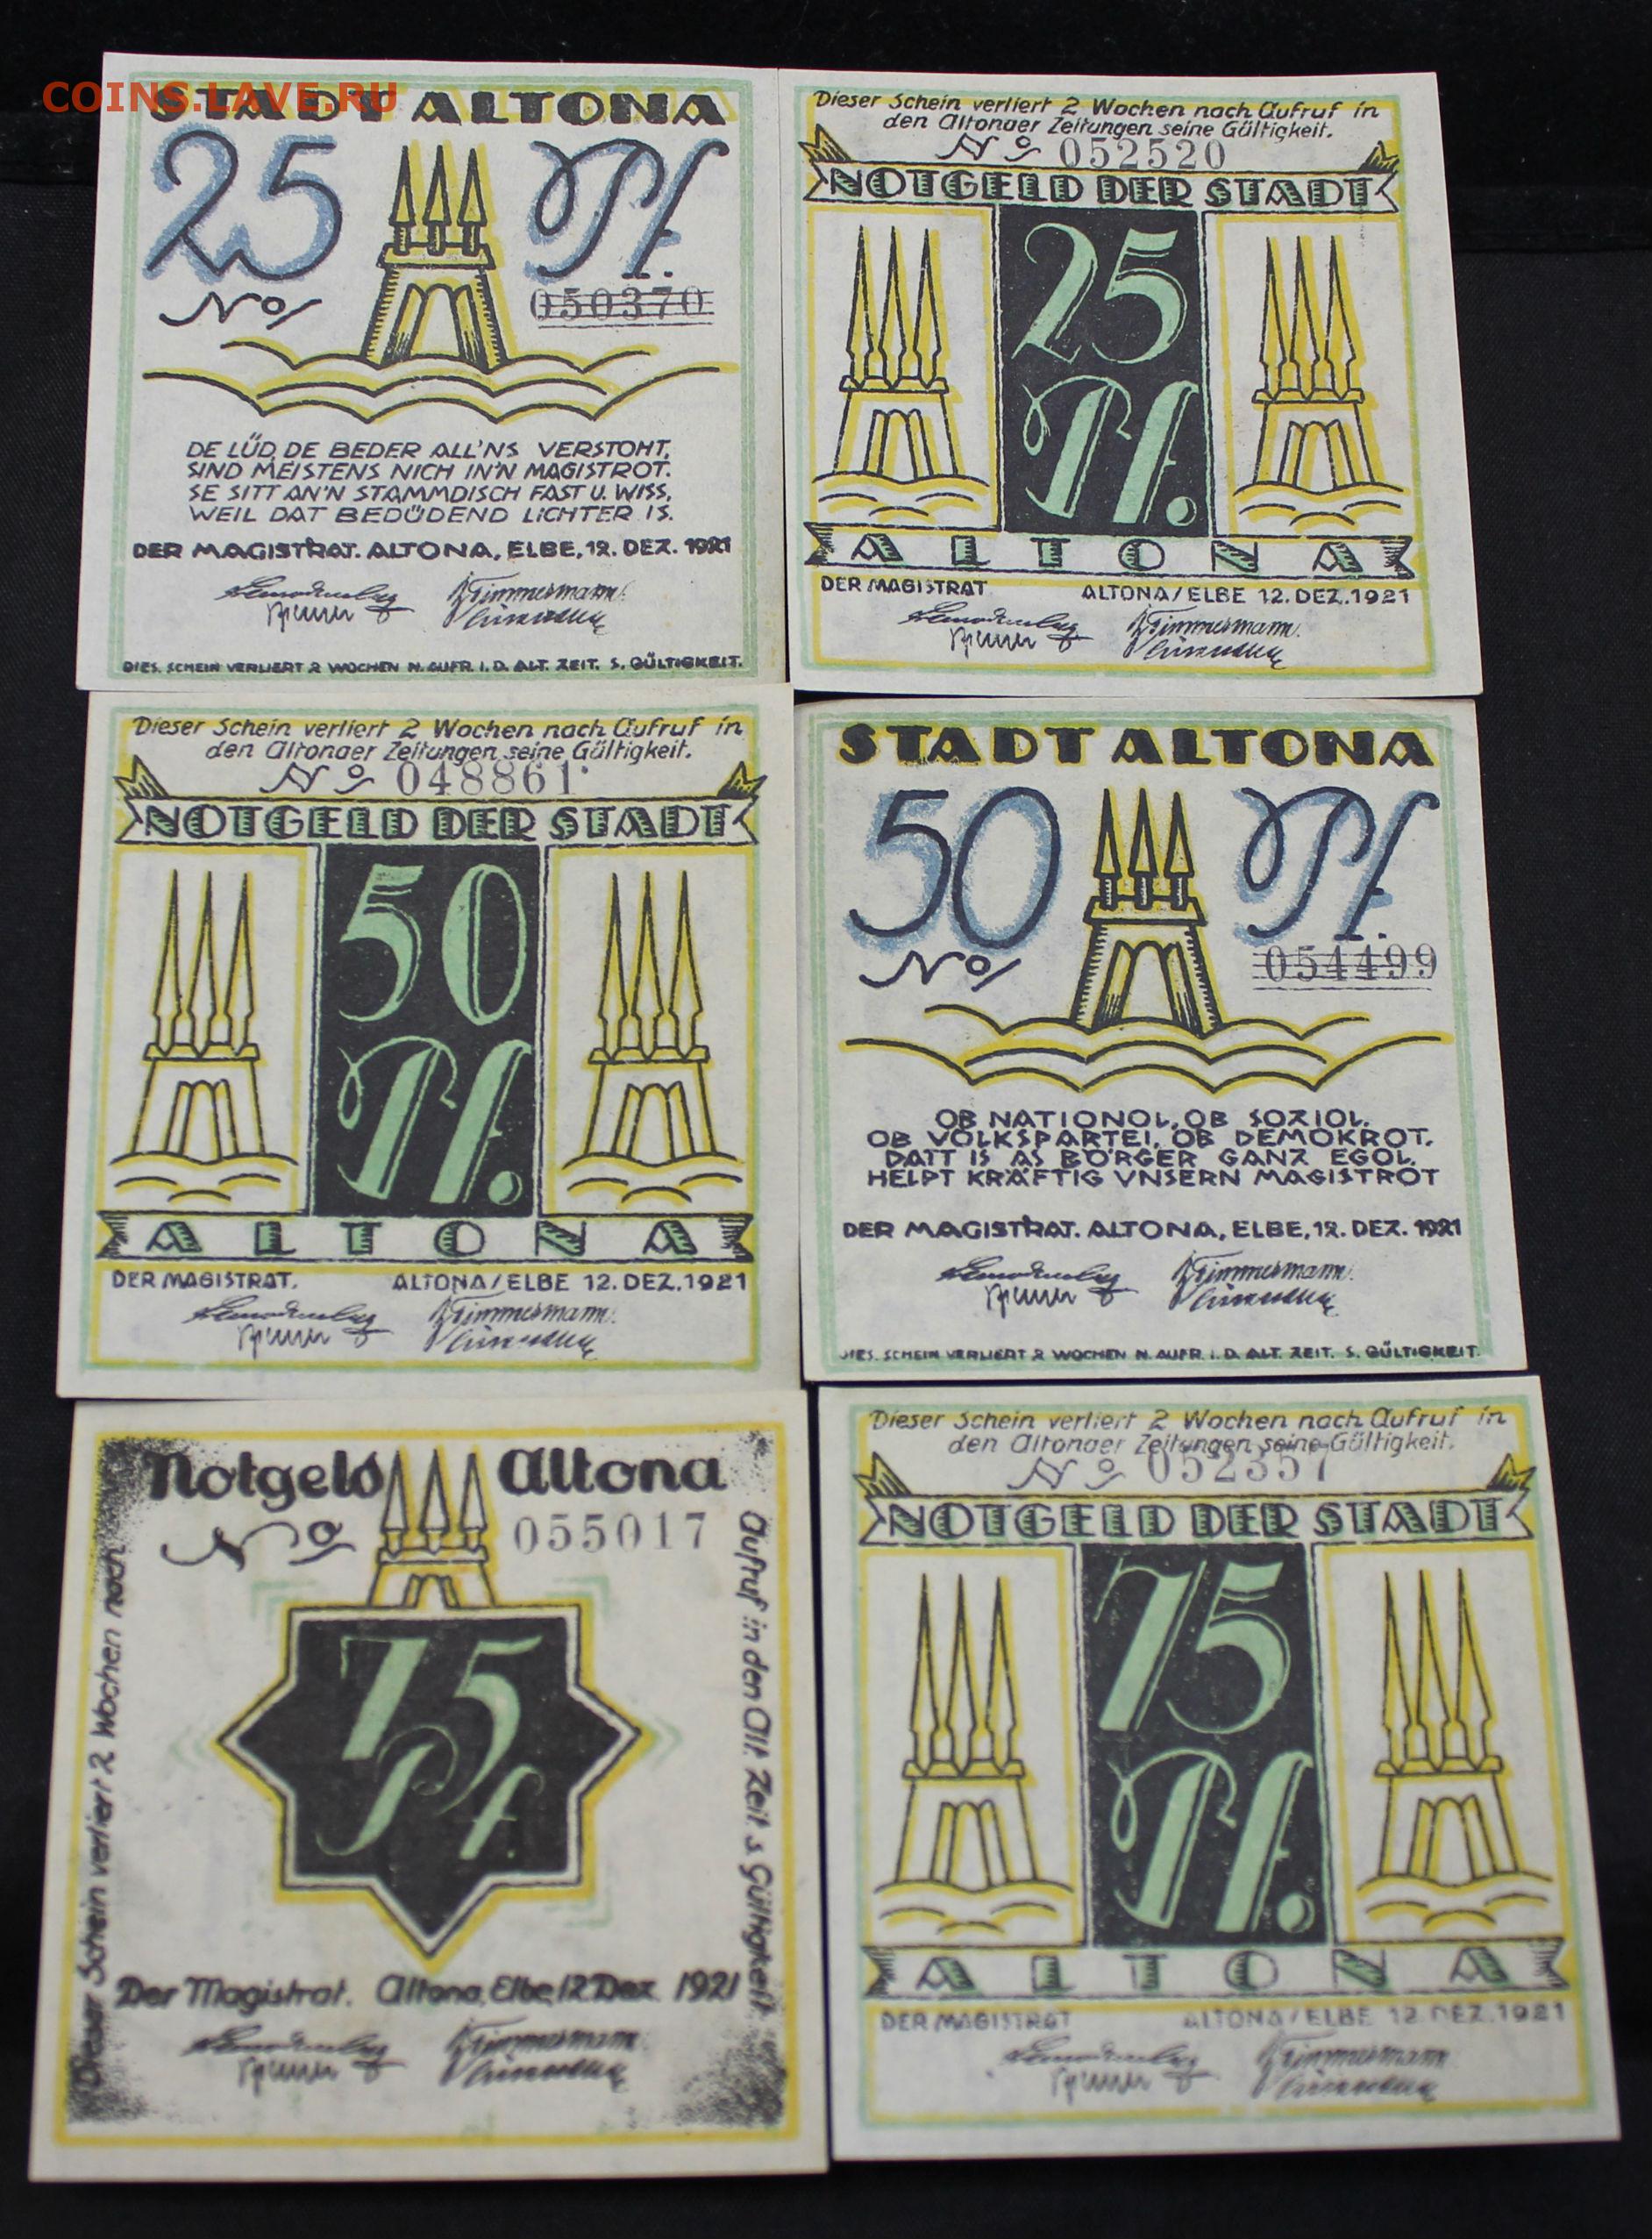 COINS.LAVE.RU
STADT ALTONA
25 Pf.
No 050370
DE LÜD, DE BEDER ALL'NS VERSTOHT,
SIND MEISTENS NICH IN'N MAGISTROT.
SE SITT AN'N STAMMDISCH FAST U. WISS,
WEIL DAT BEDÜDEND LICHTER IS.
DER MAGISTRAT. ALTONA, ELBE, 12. DEZ. 1921
Timmermann
DIES. SCHEIN VERLIERT 2 WOCHEN N. AUFR. I. D. ALT. ZEIT. S. GÜLTIGKEIT.
Dieser Schein verliert 2 Wochen nach Aufruf in
den Altonaer Zeitungen seine Gültigkeit.
No 052520
NOTGELD DER STADT
25
Pf.
ALTONA
DER MAGISTRAT ALTONA/ELBE 12. DEZ. 1921
Timmermann.
Dieser Schein verliert 2 Wochen nach Aufruf in
den Altonaer Zeitungen seine Gültigkeit.
No 048861
NOTGELD DER STADT
50
Pf.
ALTONA
DER MAGISTRAT. ALTONA/ELBE 12. DEZ. 1921
Timmermann.
STADT ALTONA
50 Pf.
No 054499
OB NATIONOL, OB SOZIOL,
OB VOLKSPARTEI, OB DEMOKROT,
DATT IS AS BÖRGER GANZ EGOL,
HELPT KRÄFTIG UNSERN MAGISTROT
DER MAGISTRAT. ALTONA, ELBE, 12. DEZ. 1921
Timmermann.
DIES. SCHEIN VERLIERT 2 WOCHEN N. AUFR. I. D. ALT. ZEIT. S. GÜLTIGKEIT.
Notgeld Altona
No 055017
75
Pf.
Dieser Schein verliert 2 Wochen nach
Aufruf in den Alt. Zeit. s. Gültigkeit.
Der Magistrat. Altona, Elbe, 12. Dez. 1921
Timmermann
Dieser Schein verliert 2 Wochen nach Aufruf in
den Altonaer Zeitungen seine Gültigkeit.
No 052357
NOTGELD DER STADT
75
Pf.
ALTONA
DER MAGISTRAT ALTONA/ELBE 12. DEZ. 1921
Timmermann